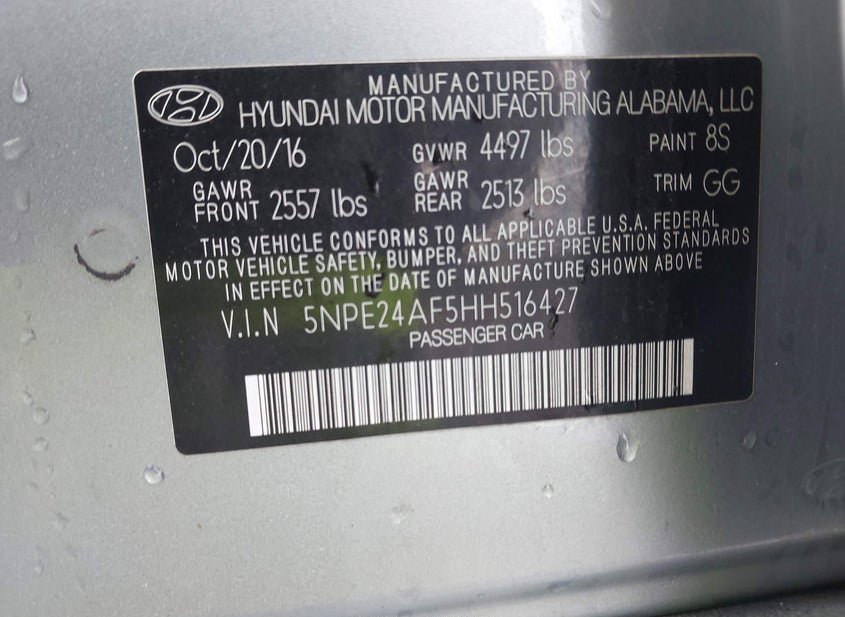 MANUFACTURED BY
HYUNDAI MOTOR MANUFACTURING ALABAMA, LLC
Oct/20/16 GVWR 4497 lbs PAINT 8S
GAWR FRONT 2557 lbs GAWR REAR 2513 lbs TRIM GG
THIS VEHICLE CONFORMS TO ALL APPLICABLE U.S.A. FEDERAL
MOTOR VEHICLE SAFETY, BUMPER, AND THEFT PREVENTION STANDARDS
IN EFFECT ON THE DATE OF MANUFACTURE SHOWN ABOVE
V.I.N 5NPE24AF5HH516427
PASSENGER CAR